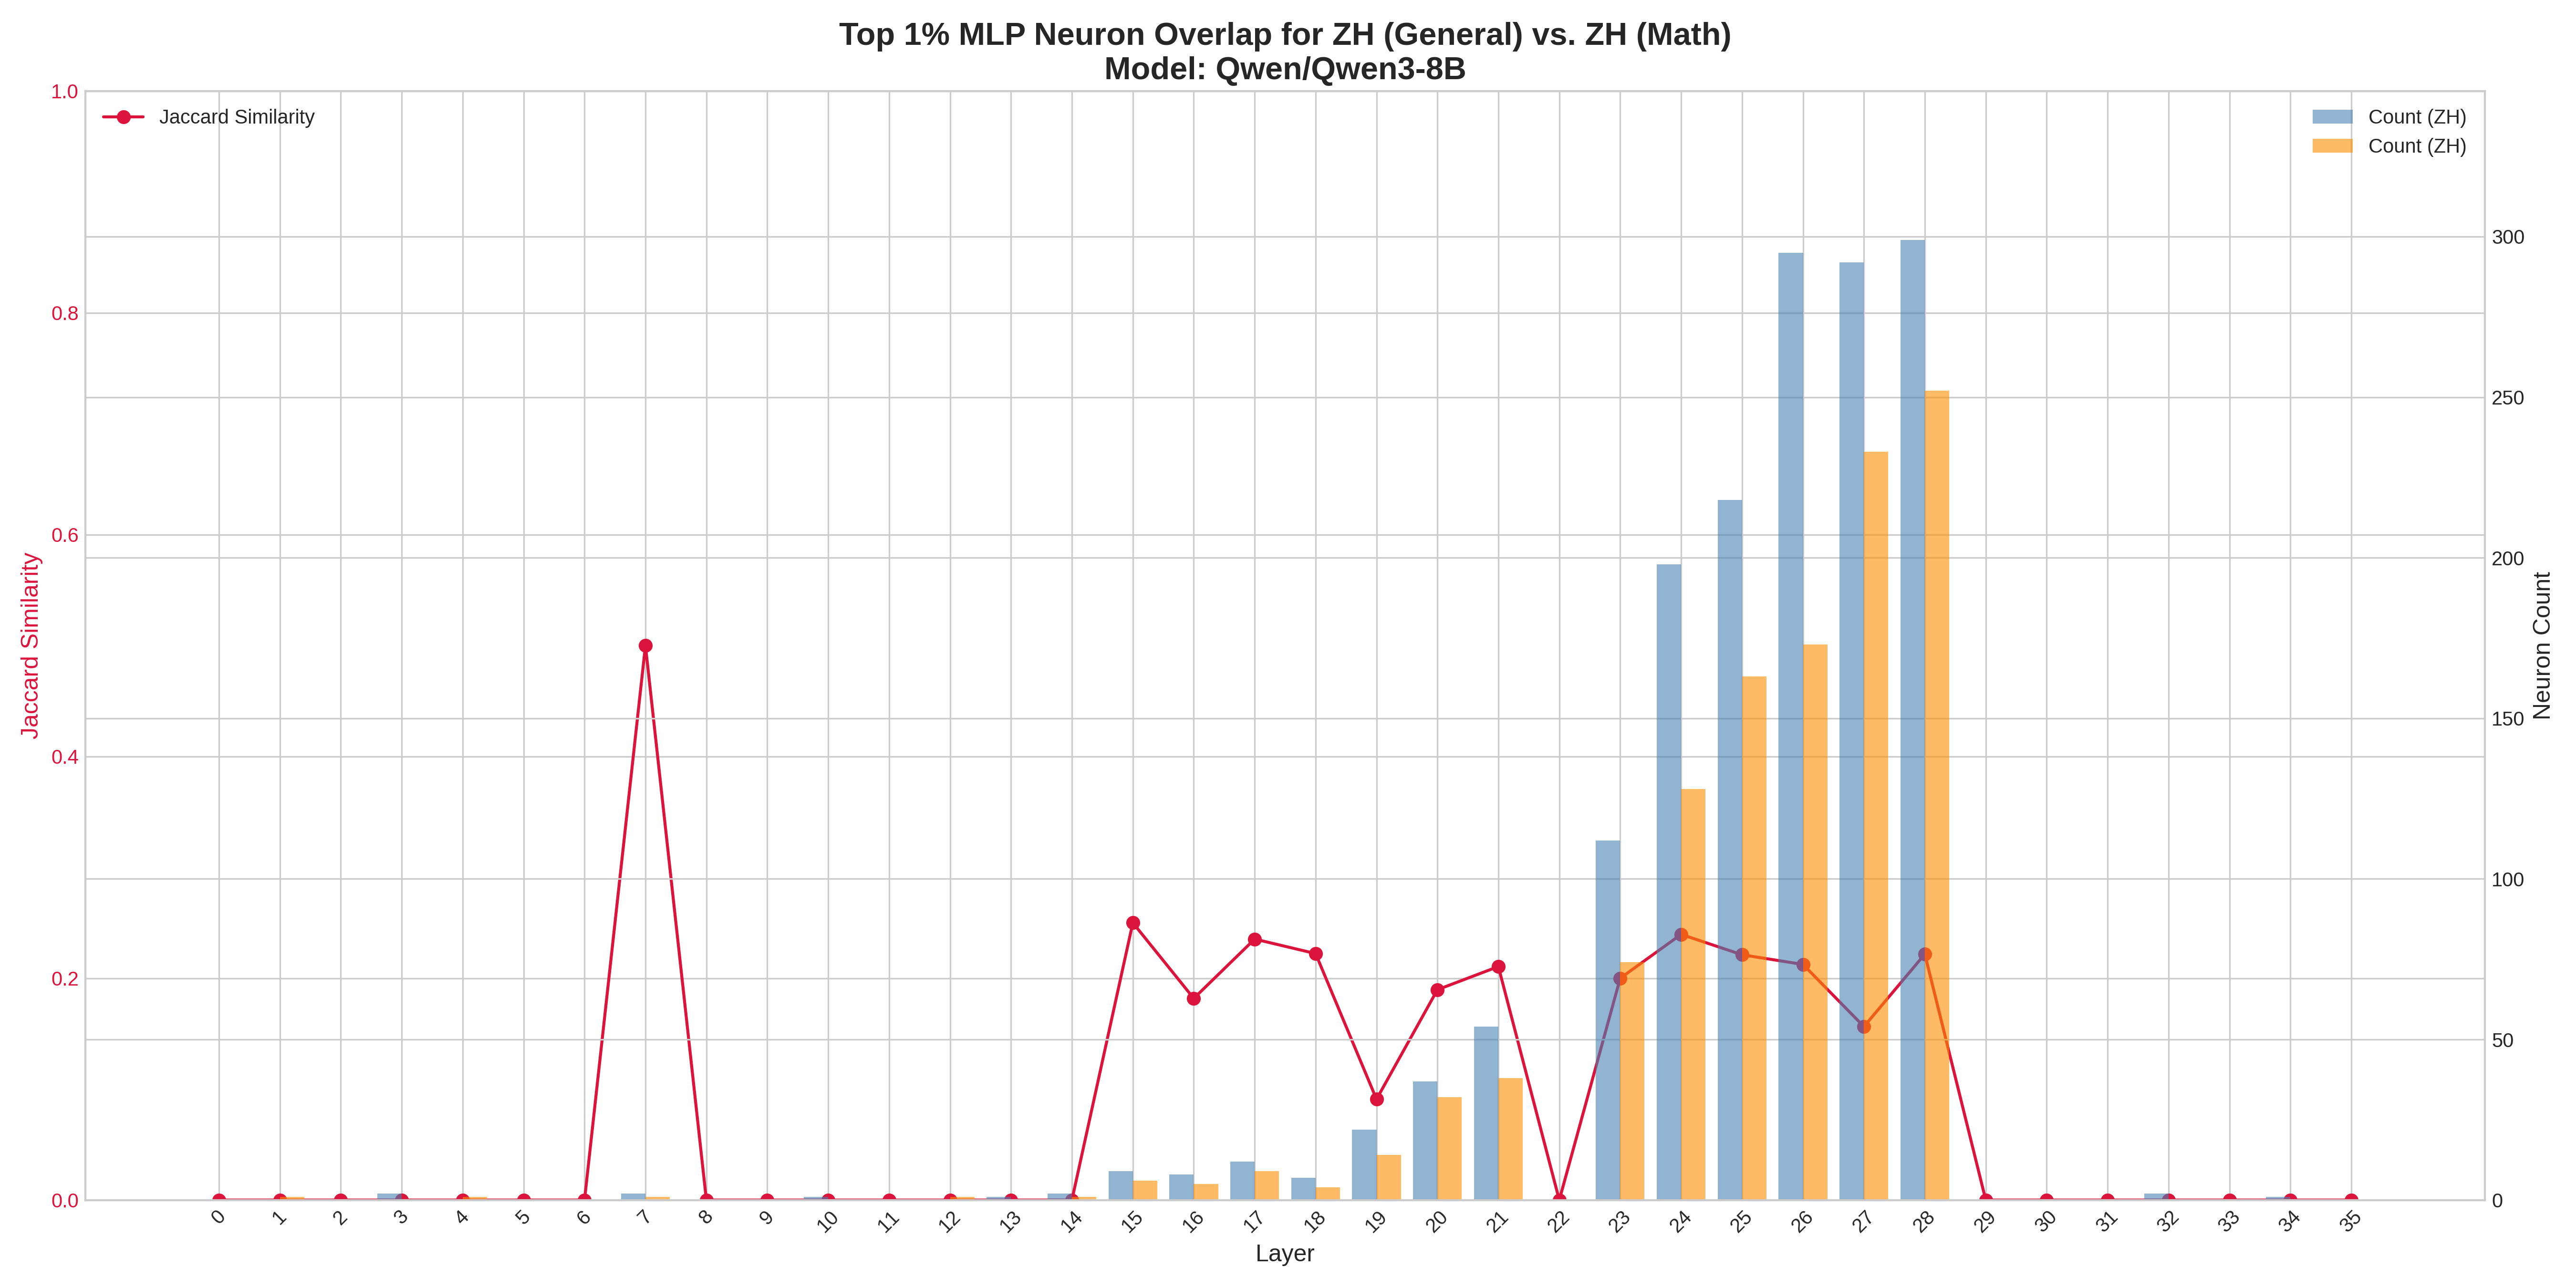 Top 1% MLP Neuron Overlap for ZH (General) vs. ZH (Math)
Model: Qwen/Qwen3-8B
Jaccard Similarity
Count (ZH)
Count (ZH)
Jaccard Similarity
1.0
0.8
0.6
0.4
0.2
0.0
300
250
200
150
100
50
0
Neuron Count
0 1 2 3 4 5 6 7 8 9 10 11 12 13 14 15 16 17 18 19 20 21 22 23 24 25 26 27 28 29 30 31 32 33 34 35
Layer